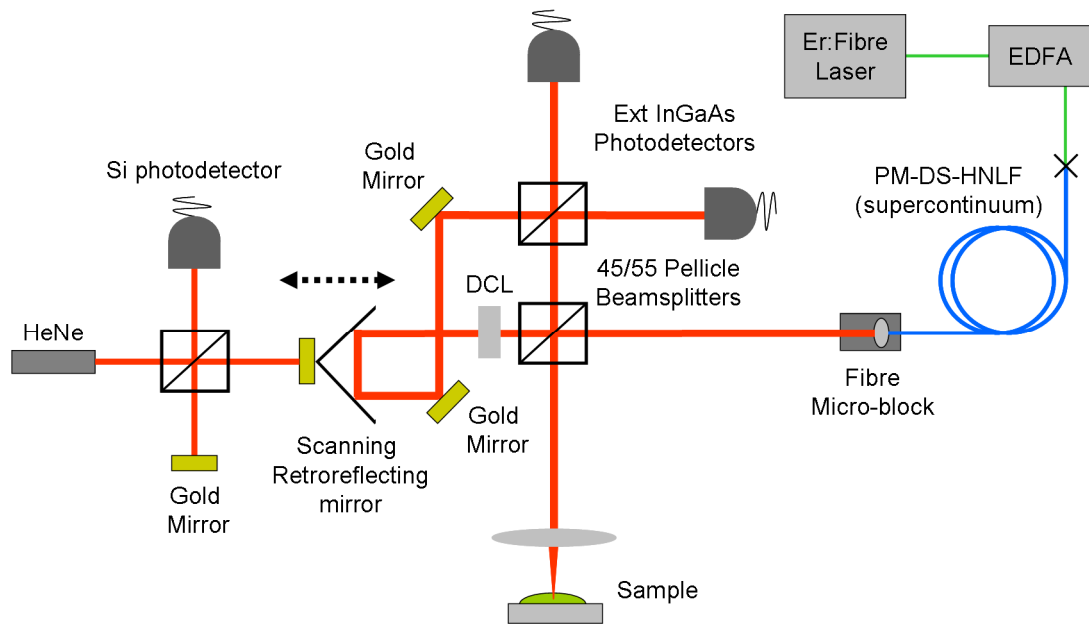 Er:Fibre
Laser
EDFA
Ext InGaAs
Photodetectors
Gold
Mirror
Si photodetector
PM-DS-HNLF
(supercontinuum)
45/55 Pellicle
Beamsplitters
DCL
HeNe
Fibre
Micro-block
Gold
Mirror
Scanning
Retroreflecting
mirror
Gold
Mirror
Sample